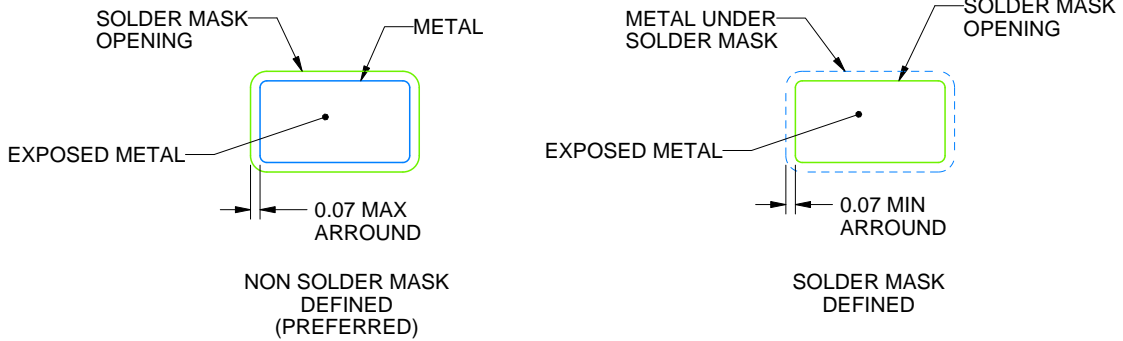 SOLDER MASK
OPENING
METAL
EXPOSED METAL
0.07 MAX
ARROUND
NON SOLDER MASK
DEFINED
(PREFERRED)
METAL UNDER
SOLDER MASK
SOLDER MASK
OPENING
EXPOSED METAL
0.07 MIN
ARROUND
SOLDER MASK
DEFINED